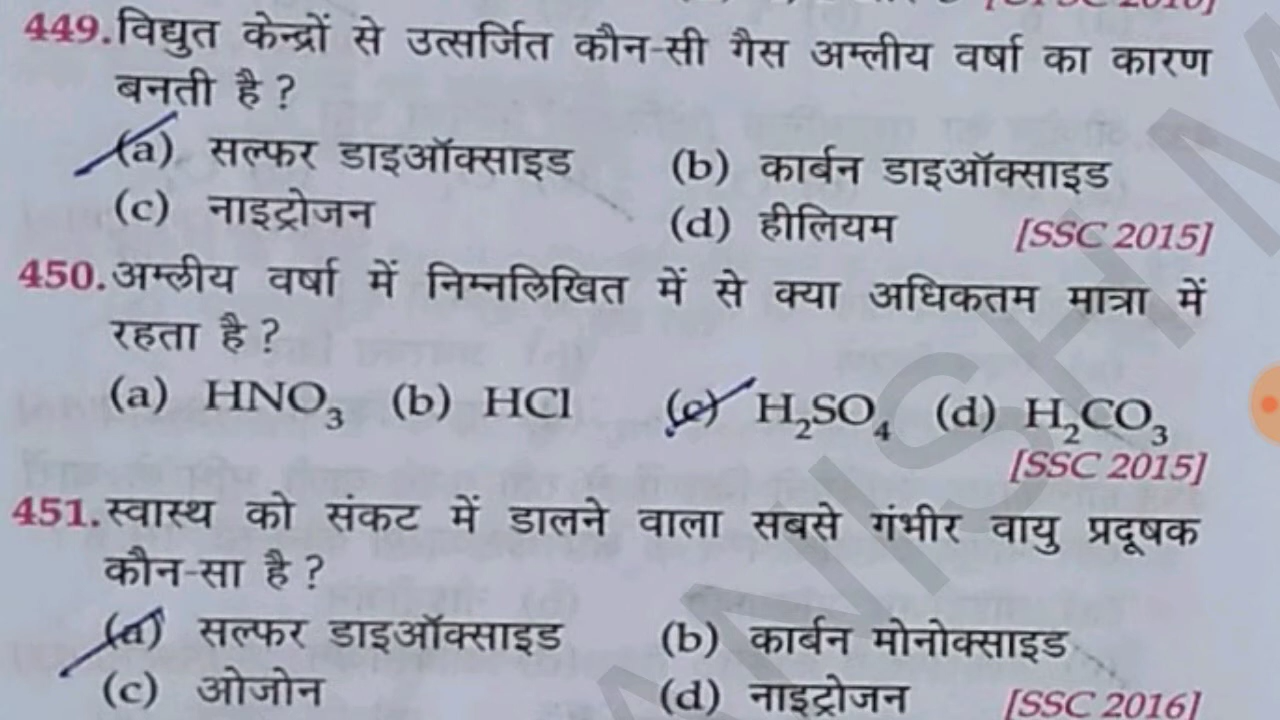 449. विद्युत केन्द्रों से उत्सर्जित कौन-सी गैस अम्लीय वर्षा का कारण
बनती है ?
(a) सल्फर डाइऑक्साइड (b) कार्बन डाइऑक्साइड
(c) नाइट्रोजन (d) हीलियम [SSC 2015]
450. अम्लीय वर्षा में निम्नलिखित में से क्या अधिकतम मात्रा में
रहता है ?
(a) HNO₃ (b) HCl (c) H₂SO₄ (d) H₂CO₃
[SSC 2015]
451. स्वास्थ्य को संकट में डालने वाला सबसे गंभीर वायु प्रदूषक
कौन-सा है ?
(a) सल्फर डाइऑक्साइड (b) कार्बन मोनोक्साइड
(c) ओजोन (d) नाइट्रोजन [SSC 2016]